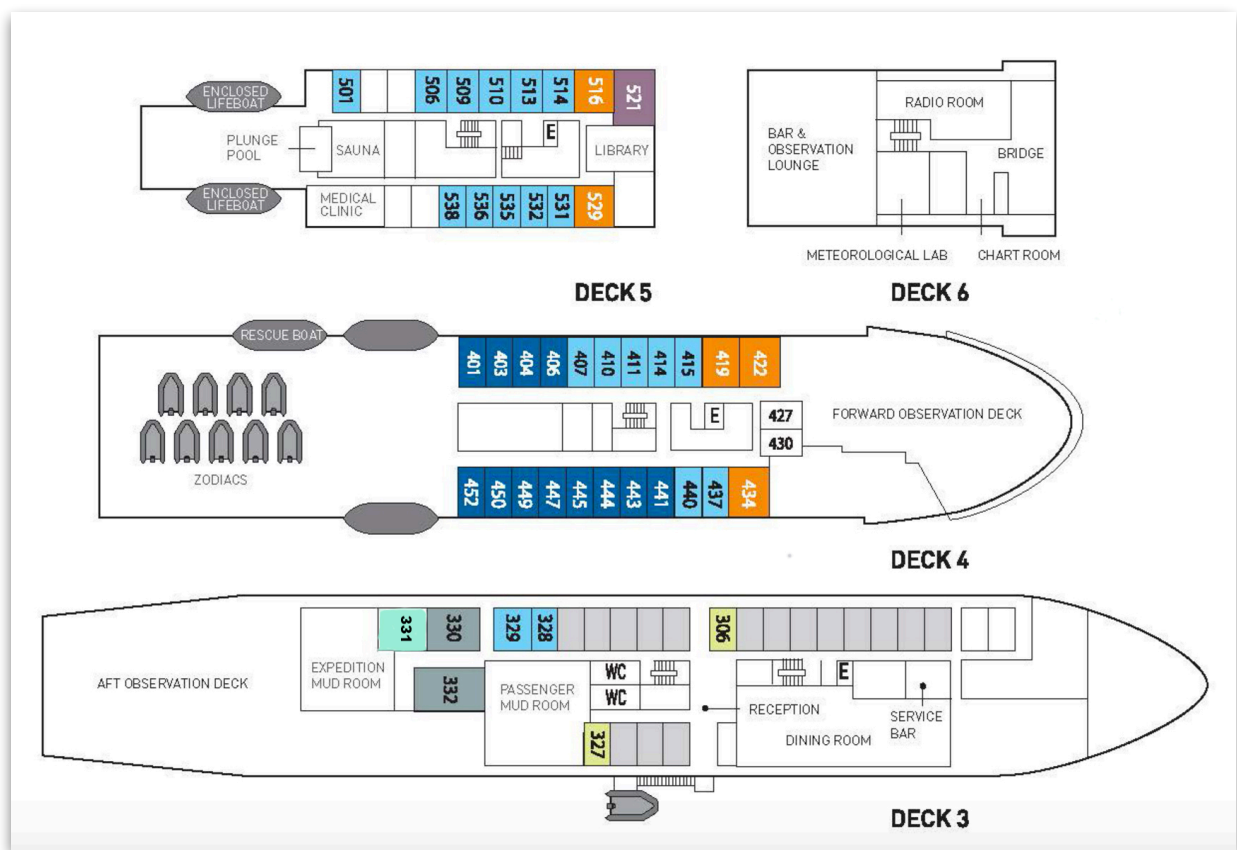 ENCLOSED
LIFEBOAT
501
506
509
510
513
514
516
521
PLUNGE
POOL
SAUNA
E
LIBRARY
ENCLOSED
LIFEBOAT
MEDICAL
CLINIC
538
536
535
532
531
529
DECK 5
RADIO ROOM
BAR &
OBSERVATION
LOUNGE
BRIDGE
METEOROLOGICAL LAB
CHART ROOM
DECK 6
RESCUE BOAT
401
403
404
406
407
410
411
414
415
419
422
E
427
430
FORWARD OBSERVATION DECK
ZODIACS
452
450
449
447
445
444
443
441
440
437
434
DECK 4
331
330
329
328
306
EXPEDITION
MUD ROOM
AFT OBSERVATION DECK
332
PASSENGER
MUD ROOM
WC
WC
E
RECEPTION
SERVICE
BAR
DINING ROOM
327
DECK 3